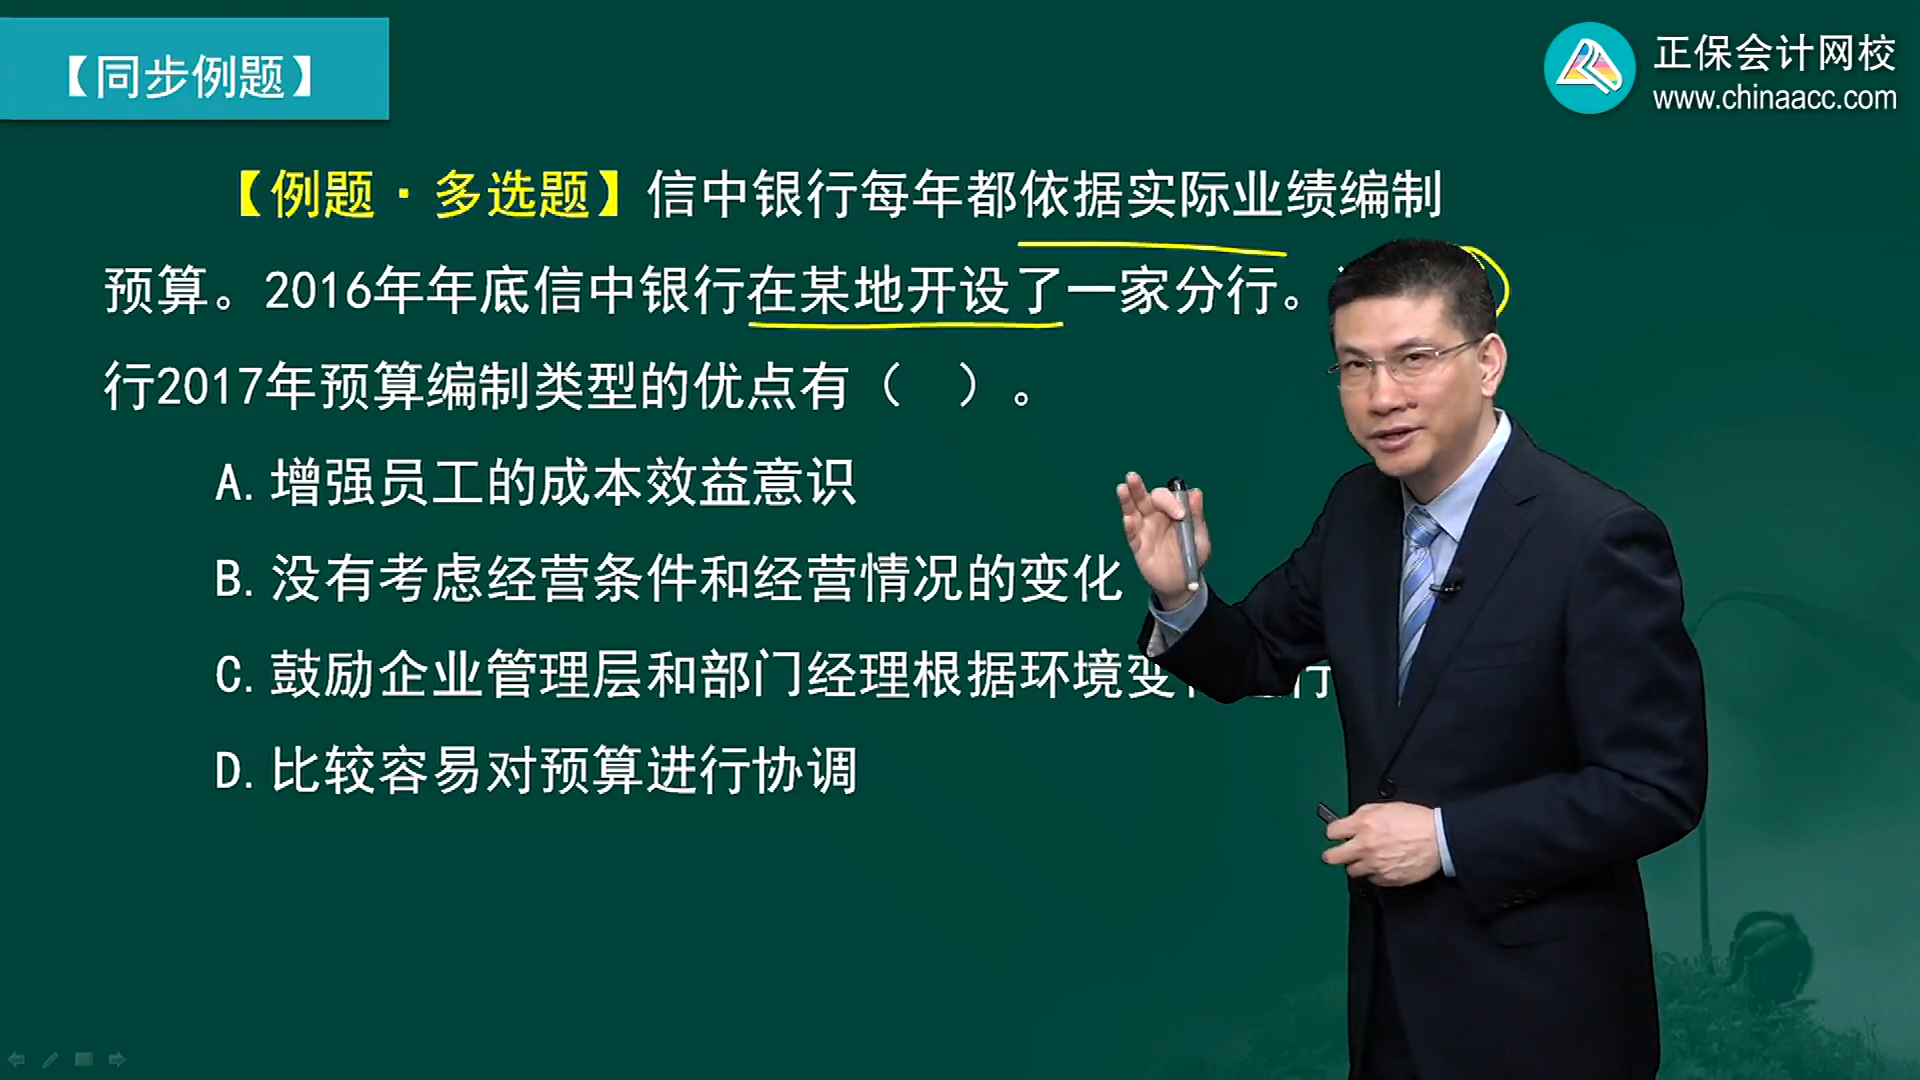 【同步例题】
正保会计网校
www.chinaacc.com
【例题·多选题】信中银行每年都依据实际业绩编制
预算。2016年年底信中银行在某地开设了一家分行。
行2017年预算编制类型的优点有（ ）。
A.增强员工的成本效益意识
B.没有考虑经营条件和经营情况的变化
C.鼓励企业管理层和部门经理根据环境变 行
D.比较容易对预算进行协调